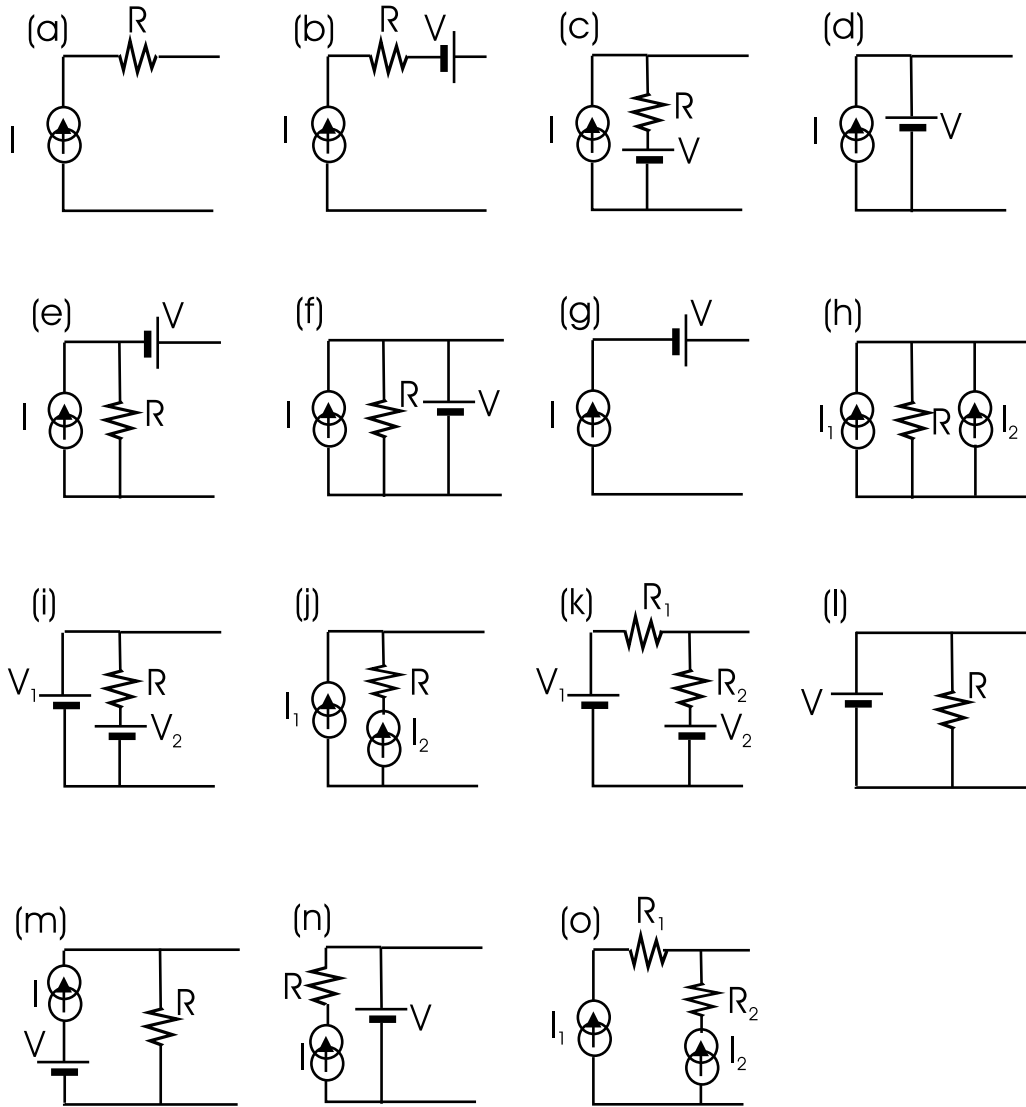 (a) R I
(b) R V I
(c) I R V
(d) I V
(e) V I R
(f) I R V
(g) V I
(h) I₁ R I₂
(i) V₁ R V₂
(j) I₁ R I₂
(k) R₁ V₁ R₂ V₂
(l) V R
(m) I V R
(n) R I V
(o) R₁ I₁ R₂ I₂